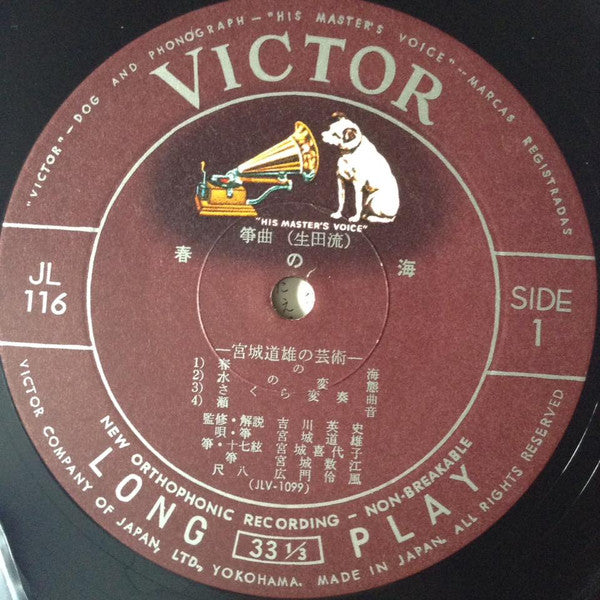 "VICTOR" — DOG AND PHONOGRAPH — "HIS MASTER'S VOICE" — MARCAS REGISTRADAS
VICTOR
"HIS MASTER'S VOICE"
箏曲 (生田流)
春の海
JL
116
SIDE
1
—宮城道雄の芸術—
1) 春の海
2) 水の変態
3) さくら変奏曲
4) 瀬音
監修・解説 吉川英史
唄・箏 宮城道雄
箏・十七絃 宮城喜代子
箏 宮城数江
尺八 広門伶風
(JLV-1099)
NEW ORTHOPHONIC RECORDING — NON-BREAKABLE
LONG 33 1/3 PLAY
VICTOR COMPANY OF JAPAN, LTD., YOKOHAMA. MADE IN JAPAN. ALL RIGHTS RESERVED